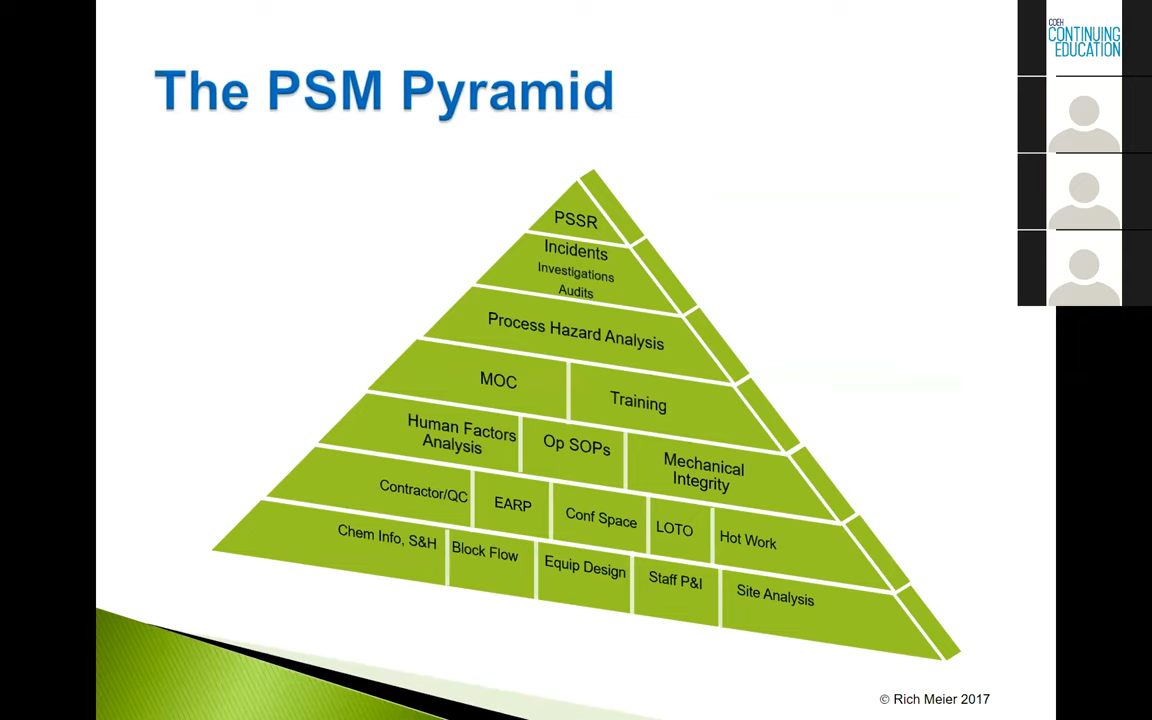 The PSM Pyramid
COEH
CONTINUING
EDUCATION
PSSR
Incidents
Investigations
Audits
Process Hazard Analysis
MOC
Training
Human Factors
Analysis
Op SOPs
Mechanical
Integrity
Contractor/QC
EARP
Conf Space
LOTO
Hot Work
Chem Info, S&H
Block Flow
Equip Design
Staff P&I
Site Analysis
© Rich Meier 2017